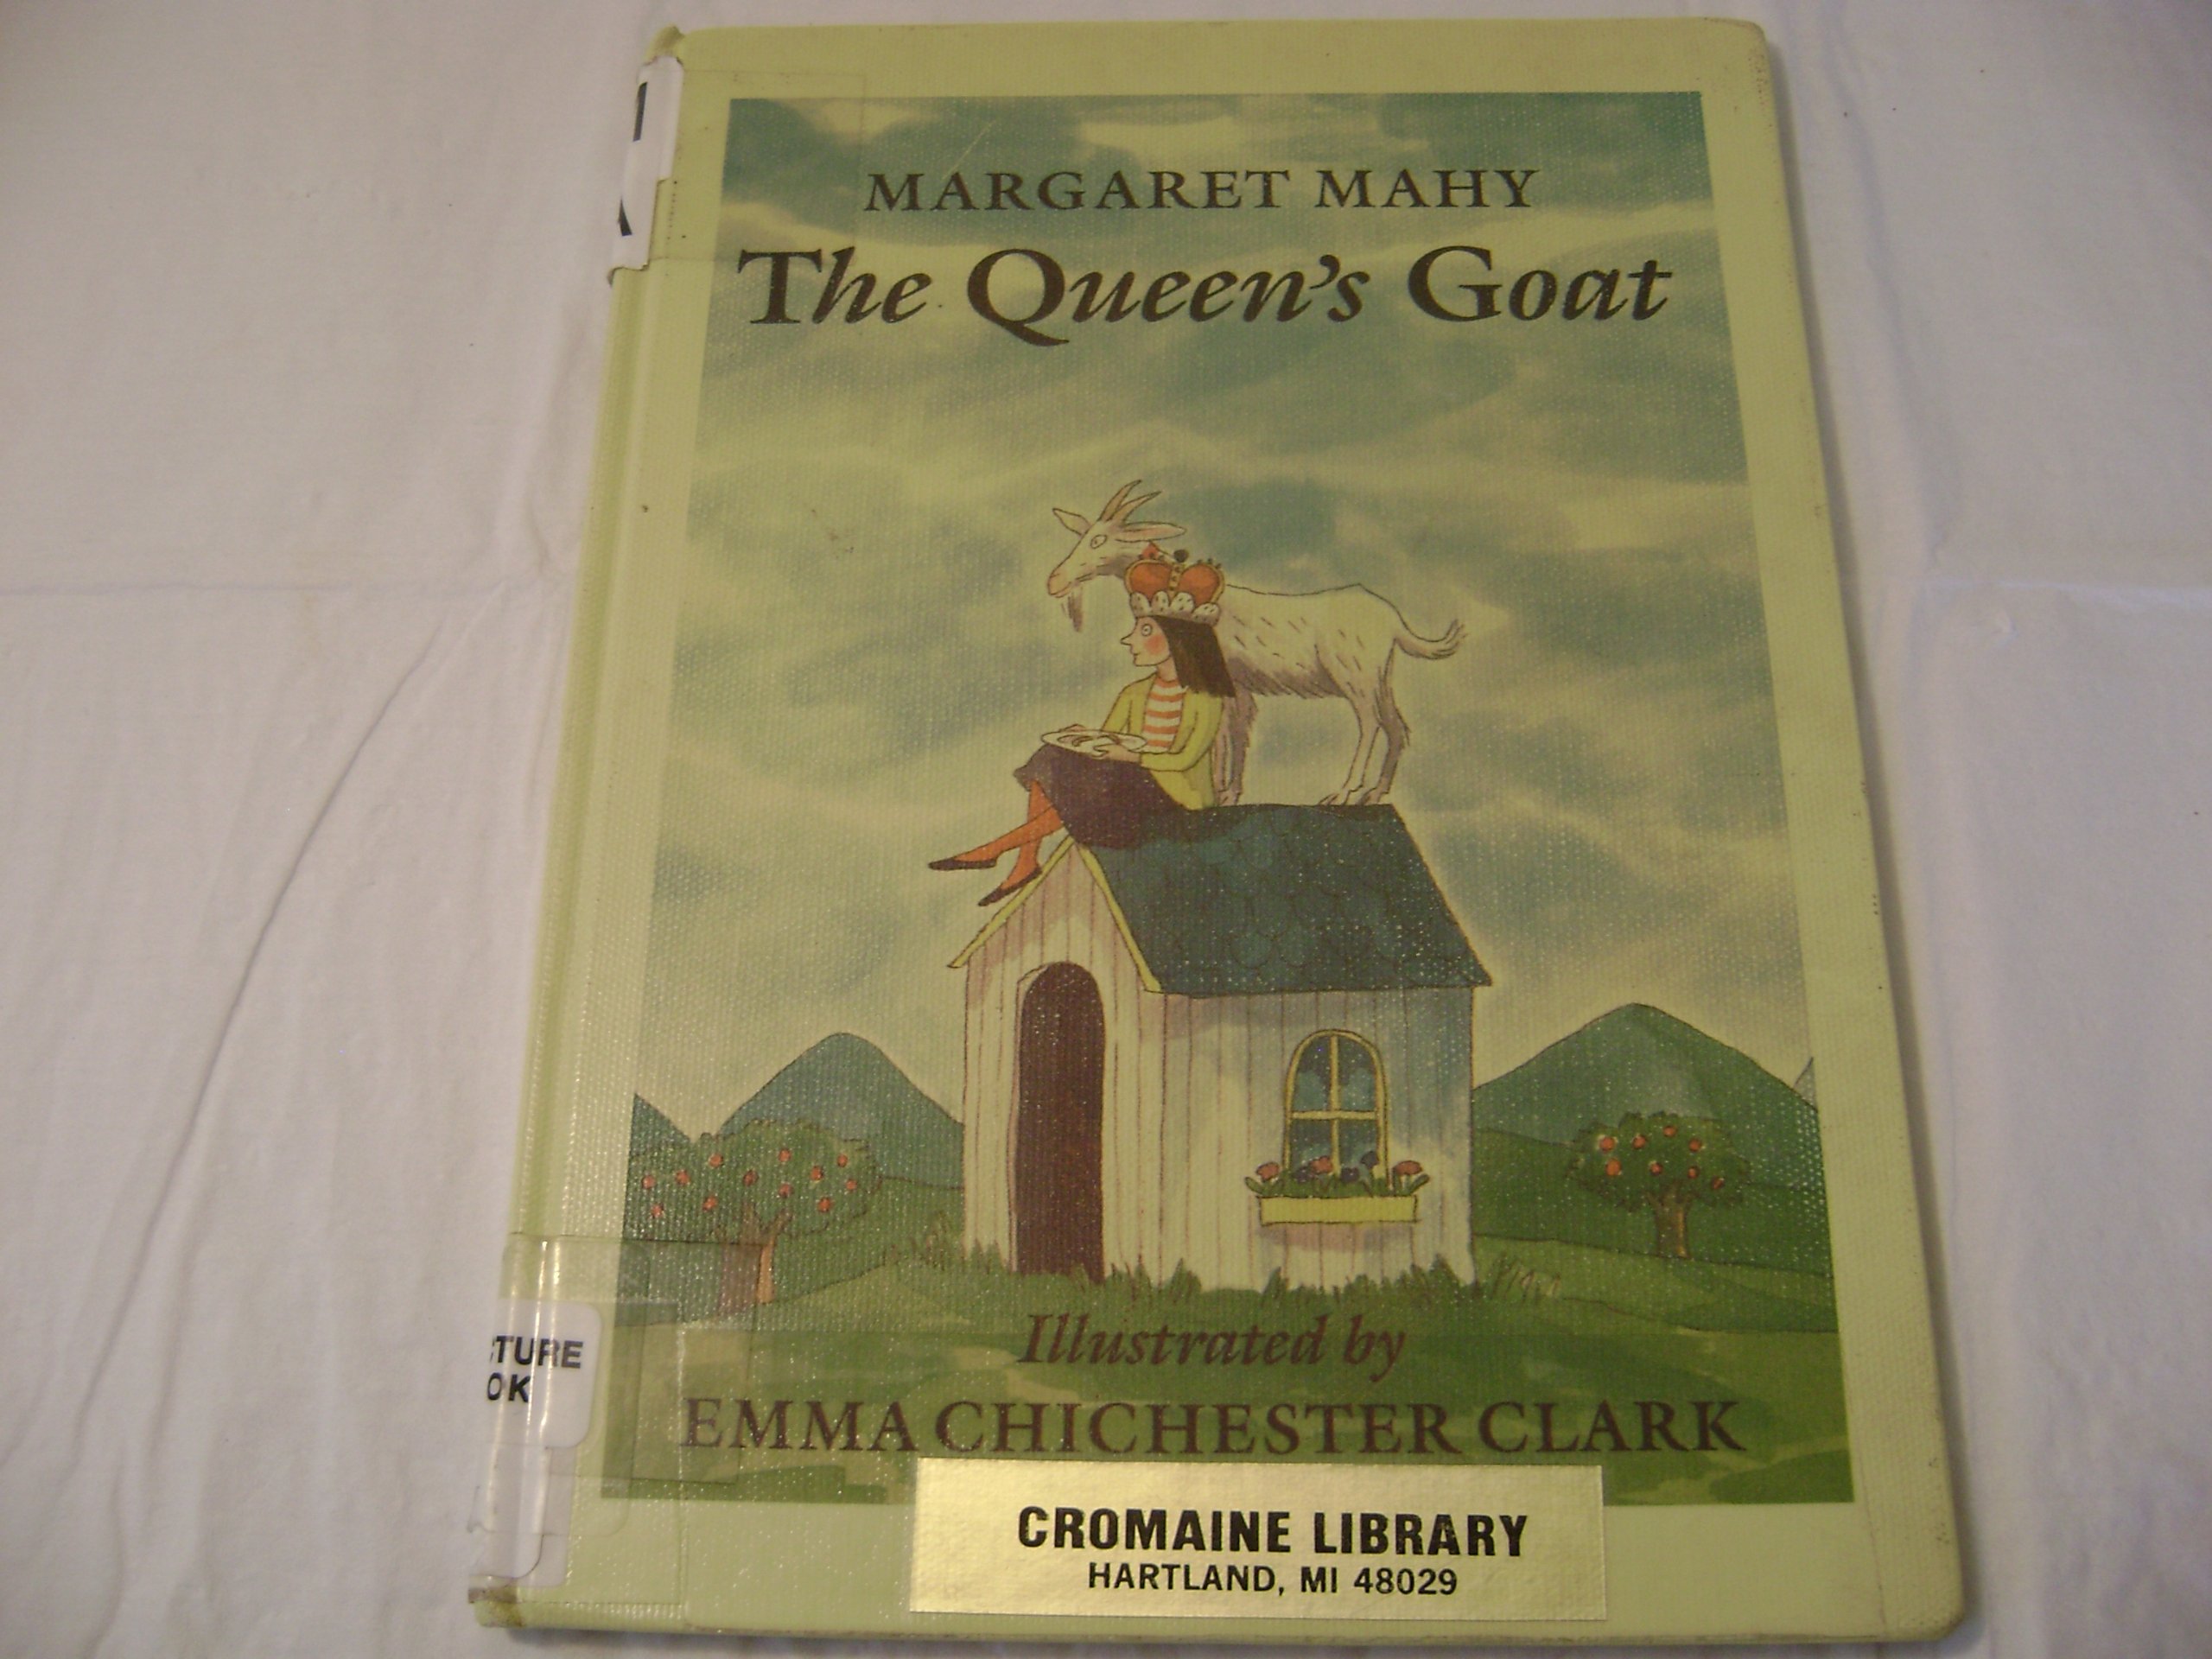 MARGARET MAHY
The Queen's Goat
Illustrated by
EMMA CHICHESTER CLARK
CROMAINE LIBRARY
HARTLAND, MI 48029